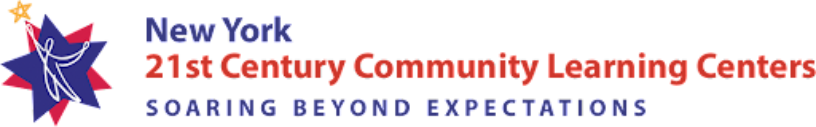 New York
21st Century Community Learning Centers
SOARING BEYOND EXPECTATIONS